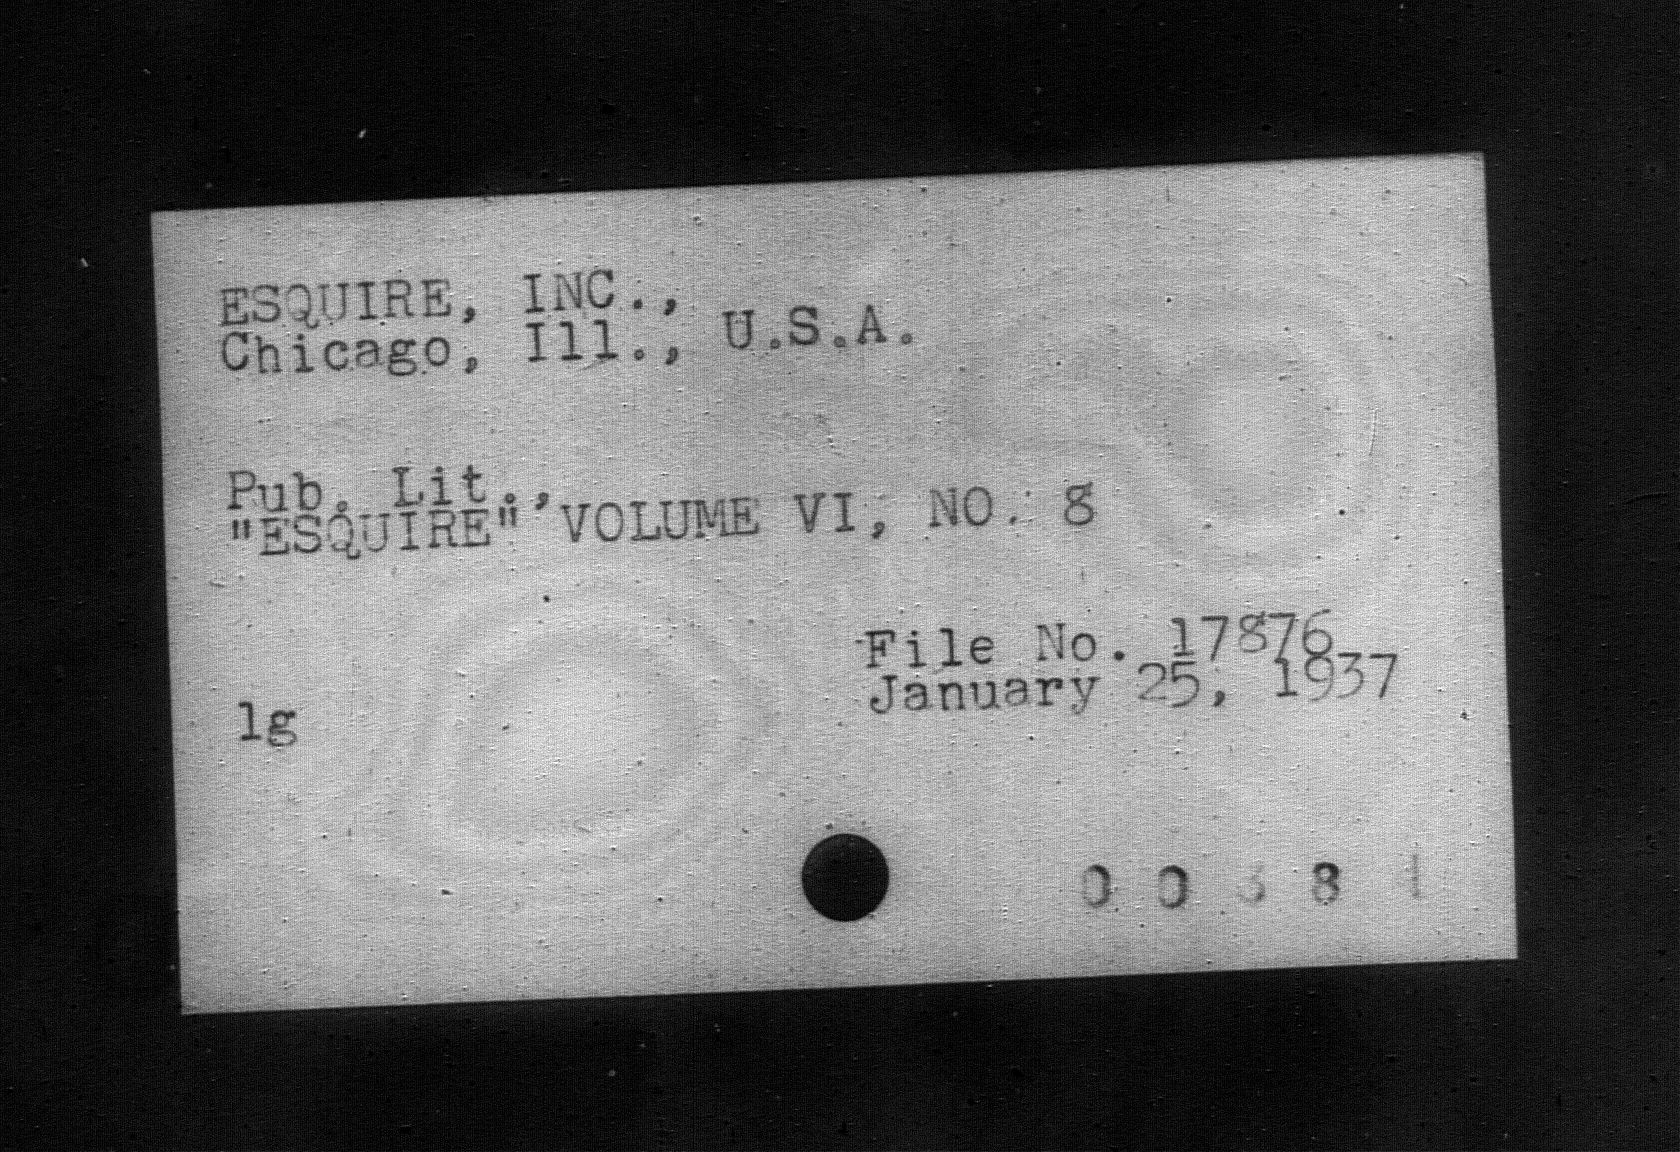 ESQUIRE, INC.,
Chicago, Ill., U.S.A.
Pub. Lit.,
"ESQUIRE" VOLUME VI, NO. 8
File No. 17876
January 25, 1937
lg